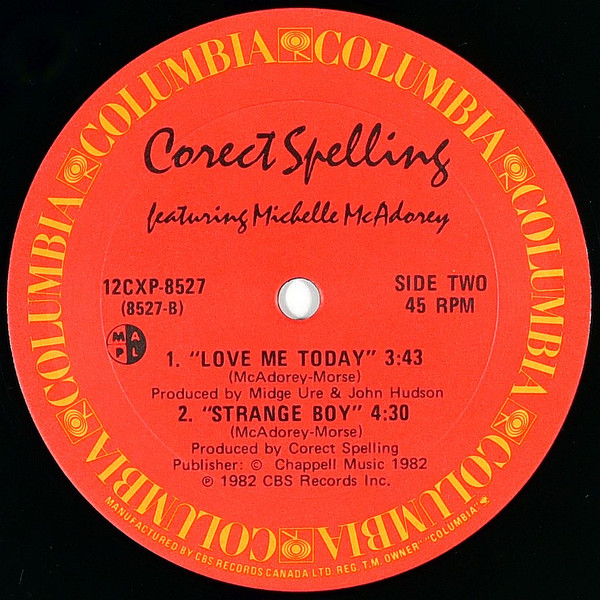 COLUMBIA COLUMBIA COLUMBIA COLUMBIA COLUMBIA COLUMBIA COLUMBIA COLUMBIA
Corect Spelling
featuring Michelle McAdorey
12CXP-8527
(8527-B)
SIDE TWO
45 RPM
M A
P L
1. "LOVE ME TODAY" 3:43
(McAdorey-Morse)
Produced by Midge Ure & John Hudson
2. "STRANGE BOY" 4:30
(McAdorey-Morse)
Produced by Corect Spelling
Publisher: © Chappell Music 1982
℗ 1982 CBS Records Inc.
MANUFACTURED BY CBS RECORDS CANADA LTD. REG. T.M. OWNER" "COLUMBIA,"